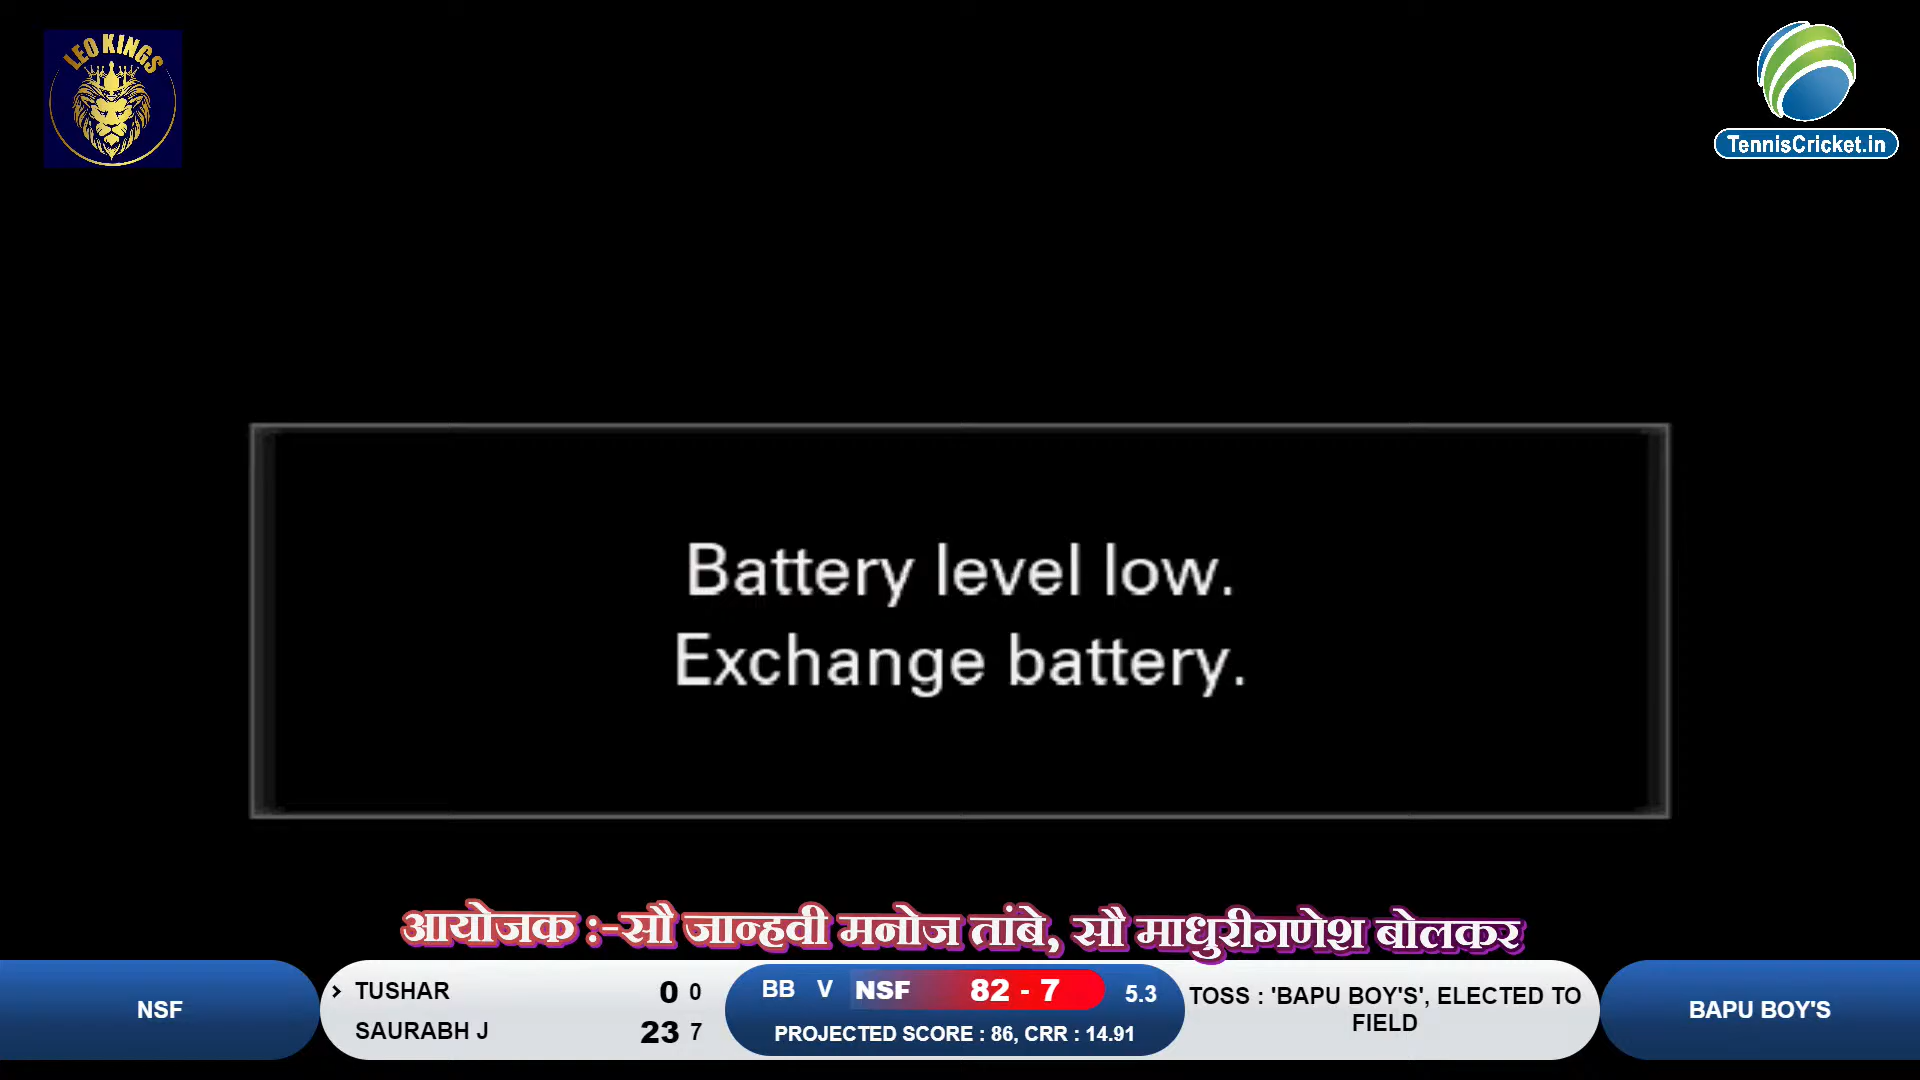 LEO KINGS
TennisCricket.in
Battery level low.
Exchange battery.
आयोजक :-सौ जान्हवी मनोज तांबे, सौ माधुरीगणेश बोलकर
NSF
> TUSHAR 0 0
SAURABH J 23 7
BB V NSF 82 - 7 5.3
PROJECTED SCORE : 86, CRR : 14.91
TOSS : 'BAPU BOY'S', ELECTED TO
FIELD
BAPU BOY'S